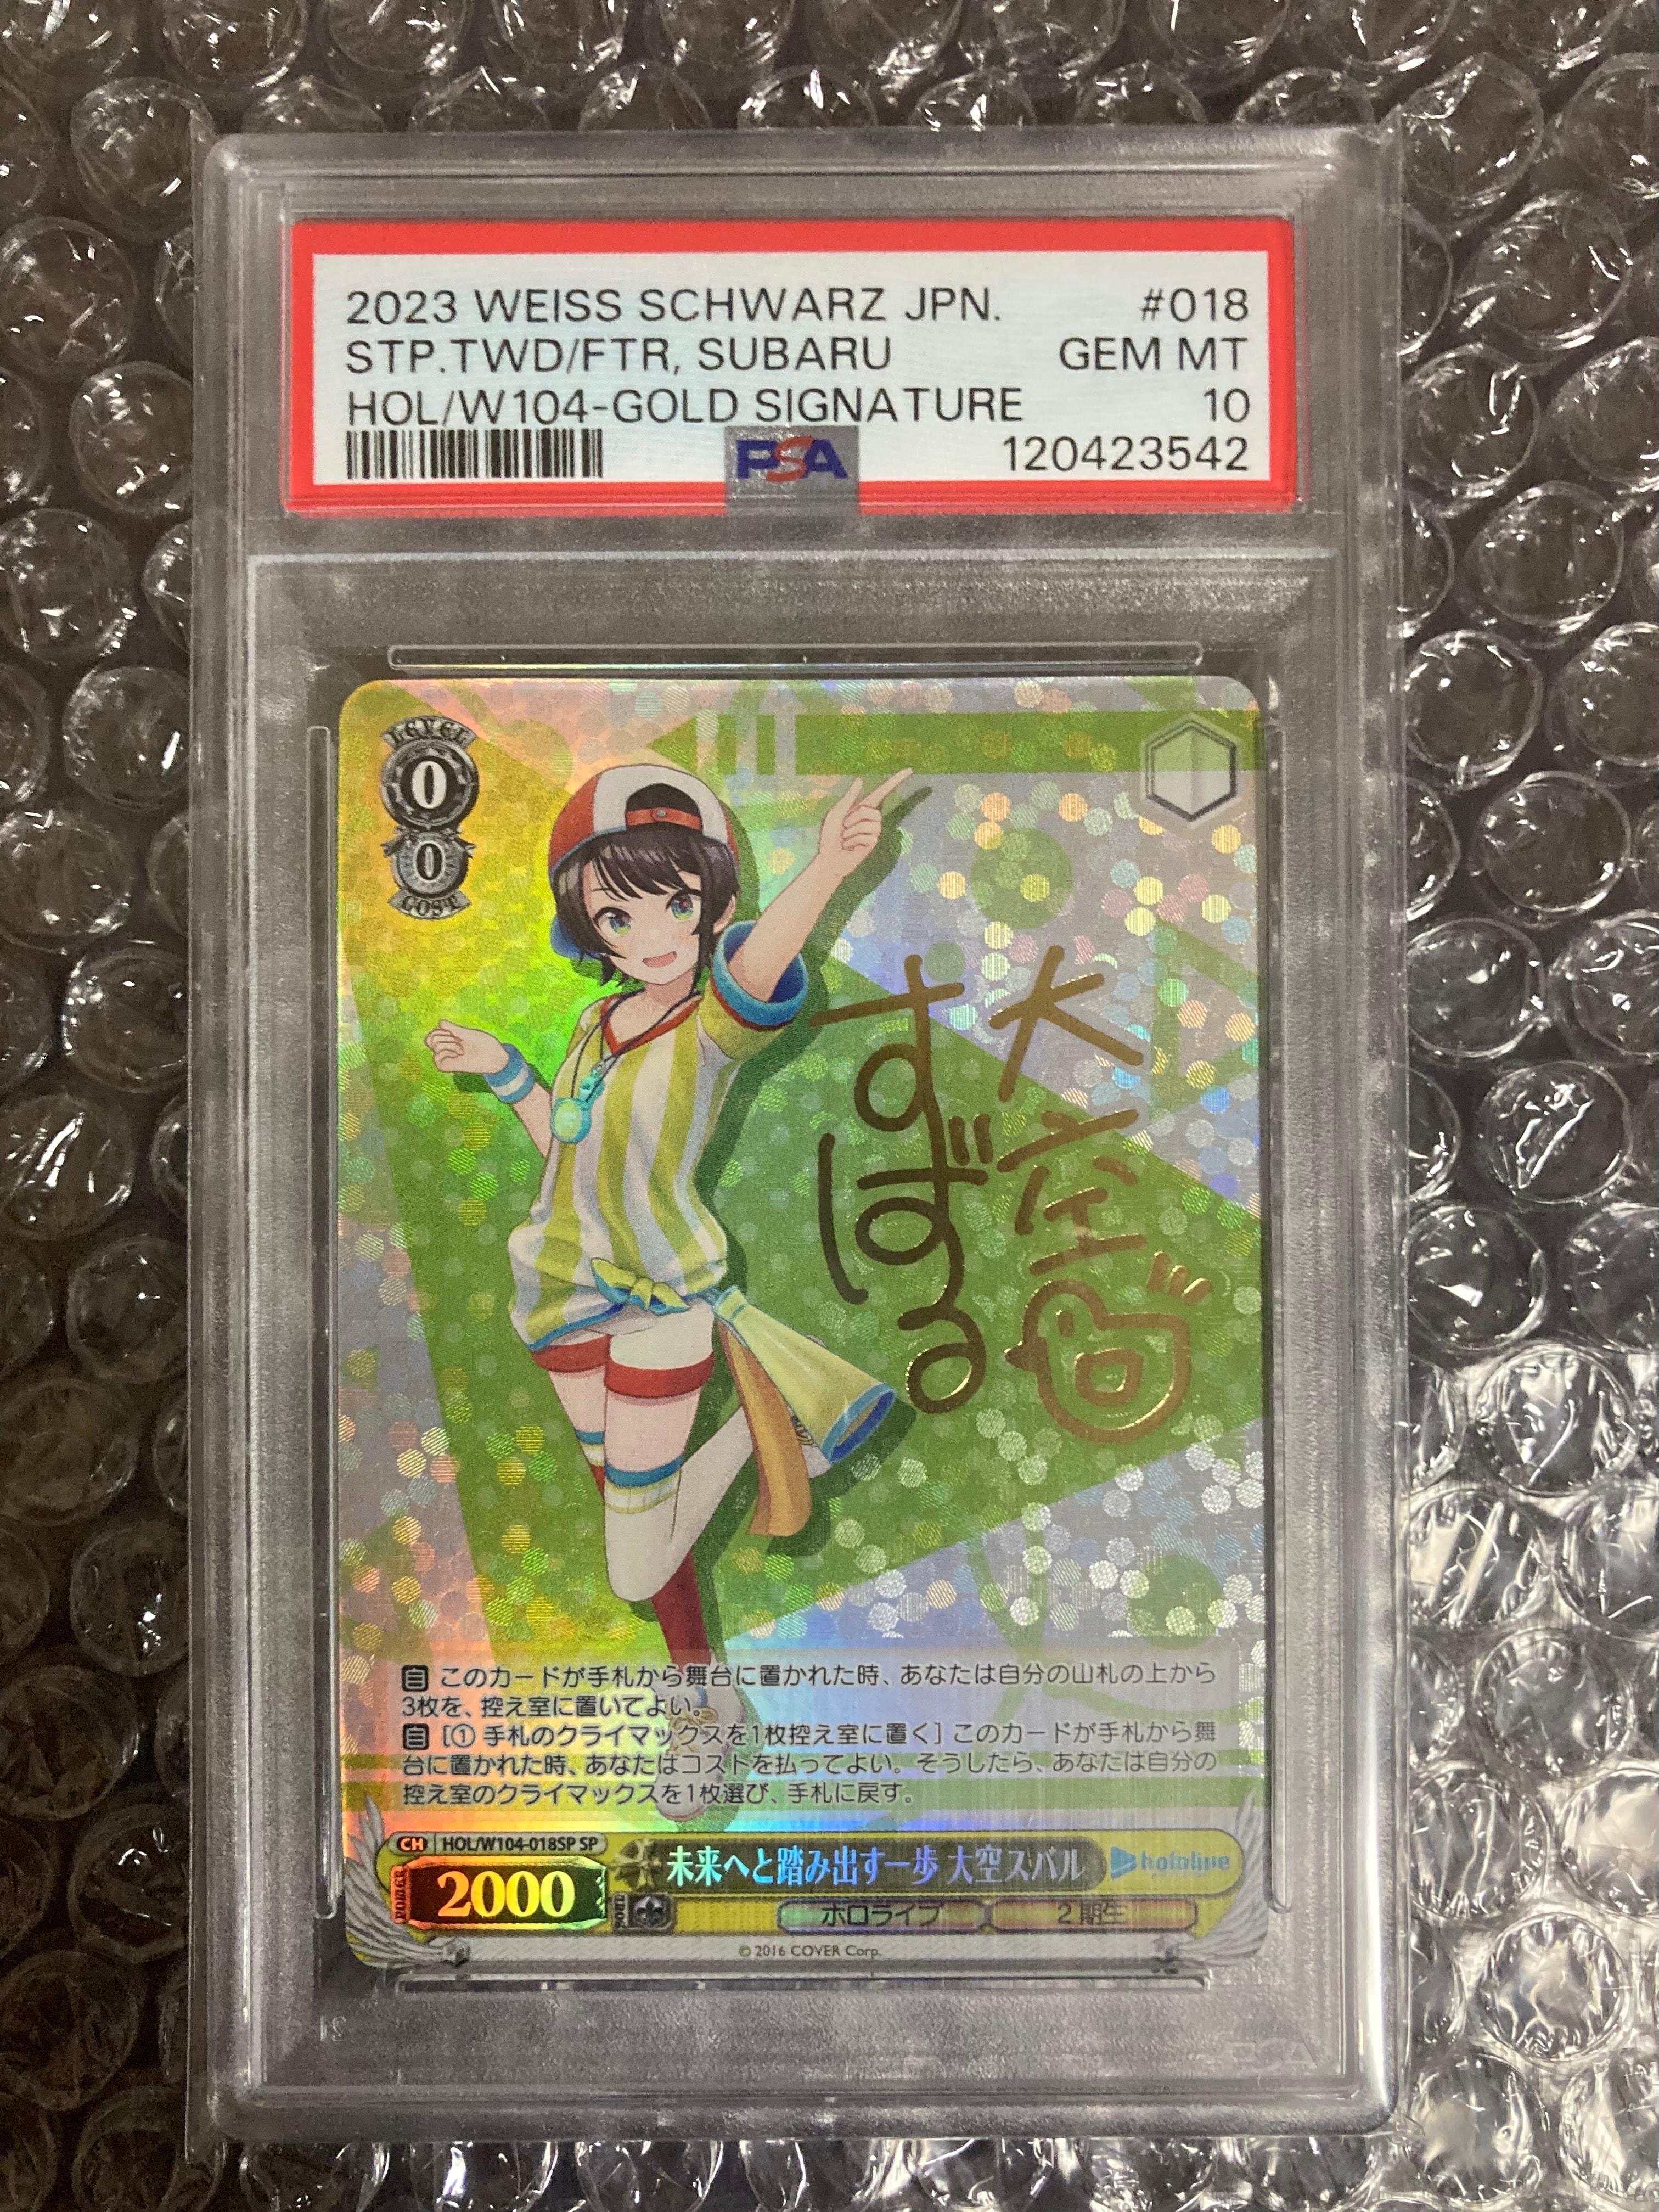 2023 WEISS SCHWARZ JPN. #018
STP.TWD/FTR, SUBARU GEM MT
HOL/W104-GOLD SIGNATURE 10
PSA 120423542
LEVEL
0
0
COST
大空
すばる
自 このカードが手札から舞台に置かれた時、あなたは自分の山札の上から
3枚を、控え室に置いてよい。
自 [① 手札のクライマックスを1枚控え室に置く] このカードが手札から舞
台に置かれた時、あなたはコストを払ってよい。そうしたら、あなたは自分の
控え室のクライマックスを1枚選び、手札に戻す。
CH HOL/W104-018SP SP
未来へと踏み出す一歩 大空スバル hololive
POWER 2000 SOUL ホロライブ 2期生
© 2016 COVER Corp.